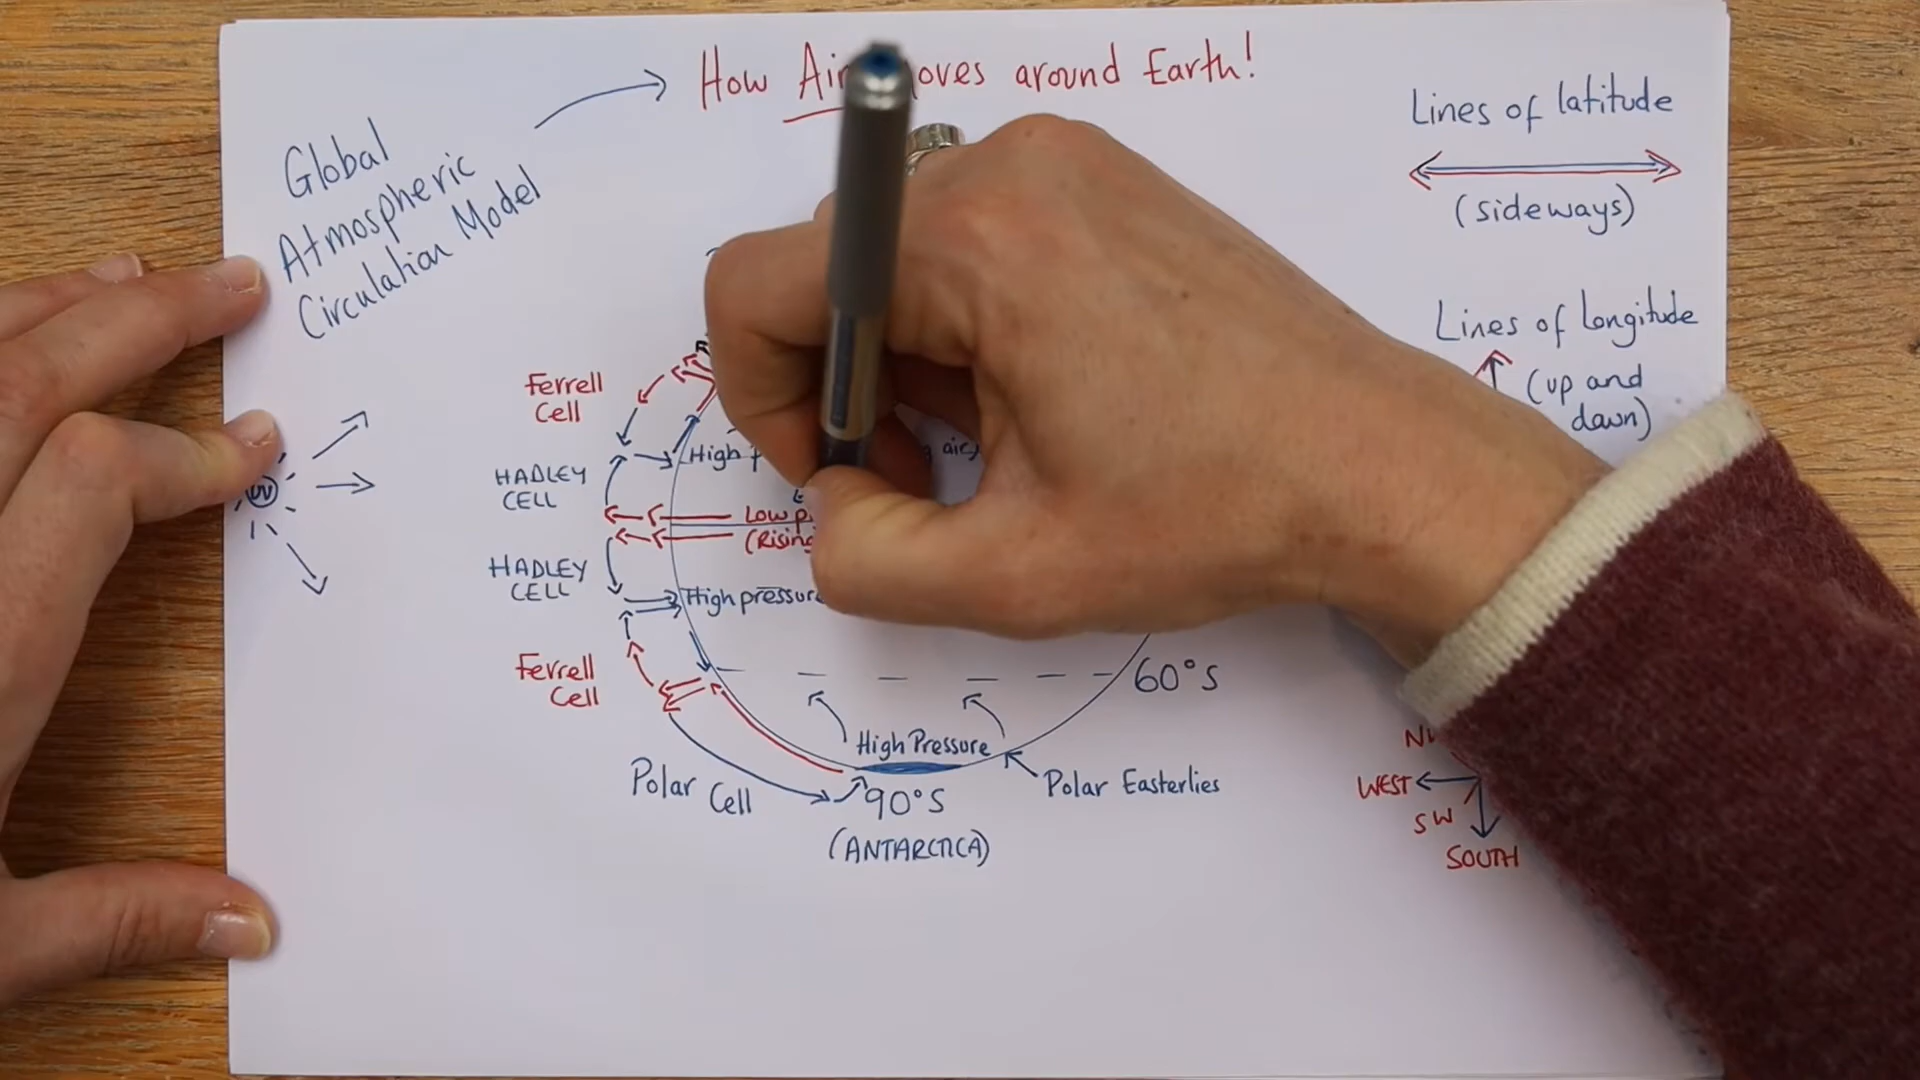 How Air oves around Earth!
Global
Atmospheric
Circulation Model
Lines of latitude
(sideways)
Lines of longitude
(up and
down)
Ferrell
Cell
HADLEY
CELL
High
air)
Low
(Rising
HADLEY
CELL
High pressure
Ferrell
Cell
60°S
High Pressure
Polar Cell
90°S
(ANTARCTICA)
Polar Easterlies
WEST
SW
SOUTH